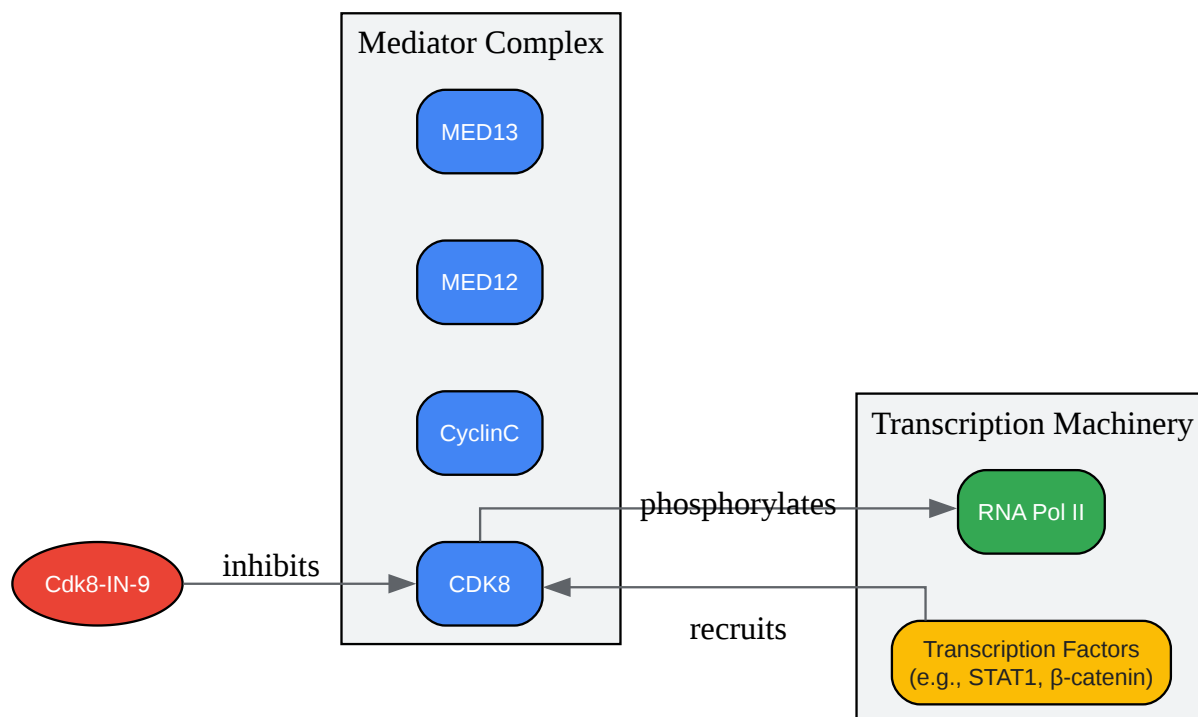 Mediator Complex
MED13
MED12
CyclinC
Transcription Machinery
phosphorylates
RNA Pol II
Cdk8-IN-9
inhibits
CDK8
recruits
Transcription Factors
(e.g., STAT1, β-catenin)